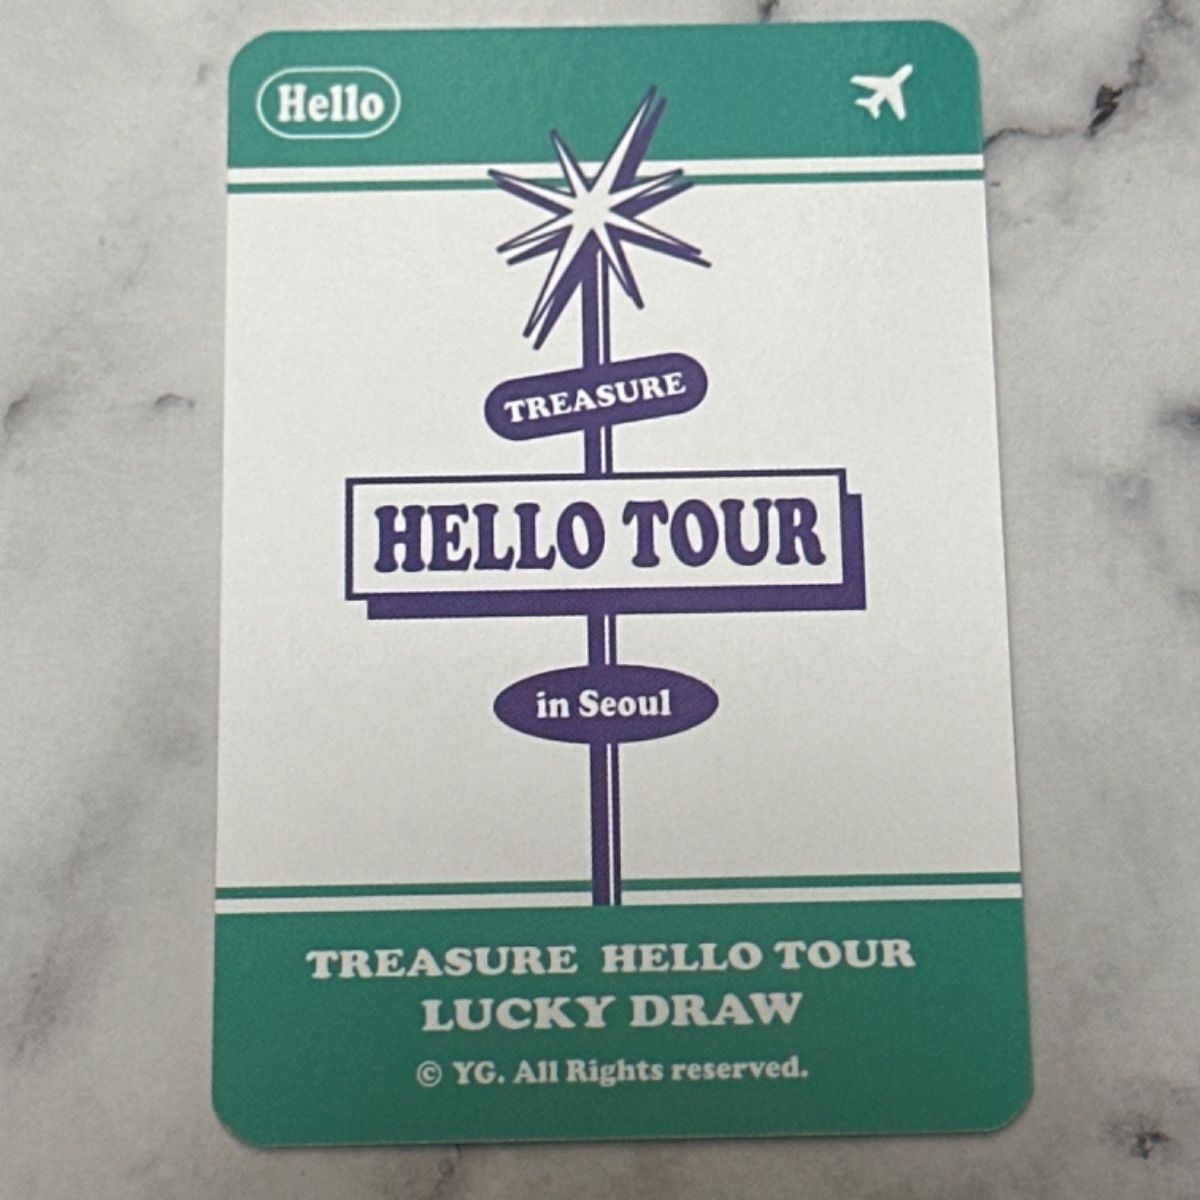 Hello
TREASURE
HELLO TOUR
in Seoul
TREASURE HELLO TOUR
LUCKY DRAW
© YG. All Rights reserved.